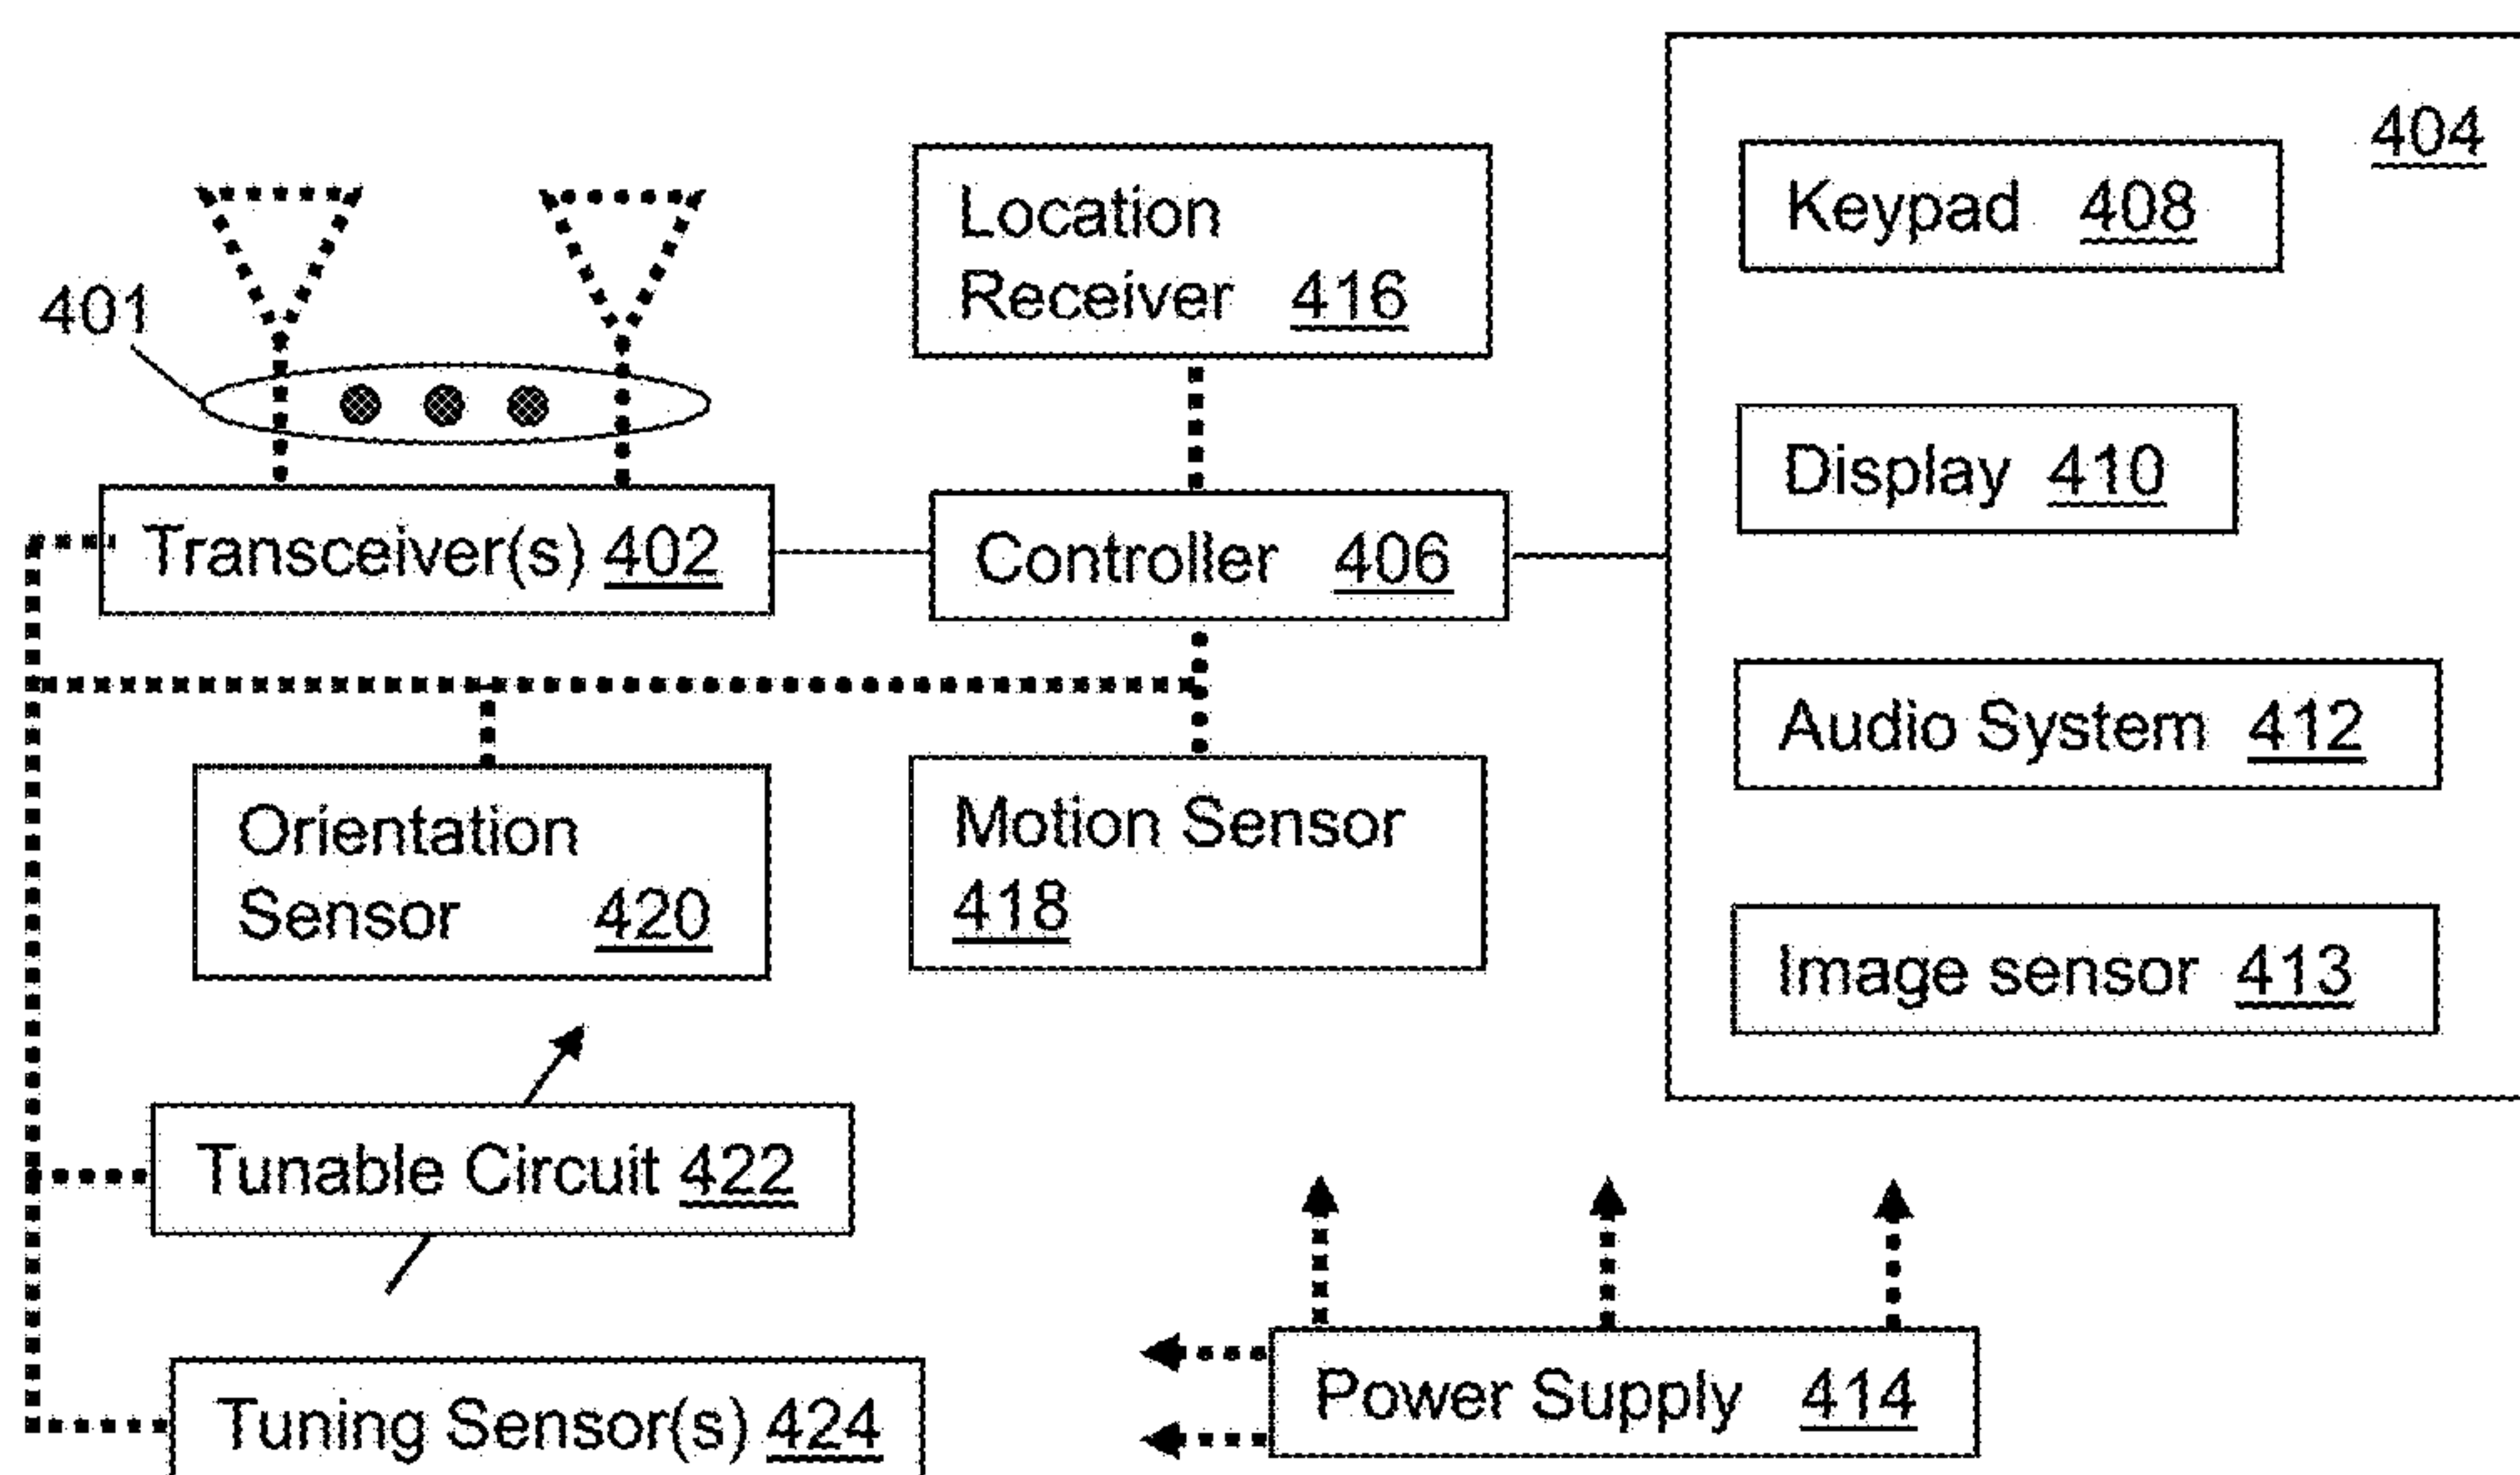 404
Keypad 408
Location
Receiver 416
401
Display 410
Transceiver(s) 402
Controller 406
Audio System 412
Orientation
Sensor 420
Motion Sensor
418
Image sensor 413
Tunable Circuit 422
Power Supply 414
Tuning Sensor(s) 424